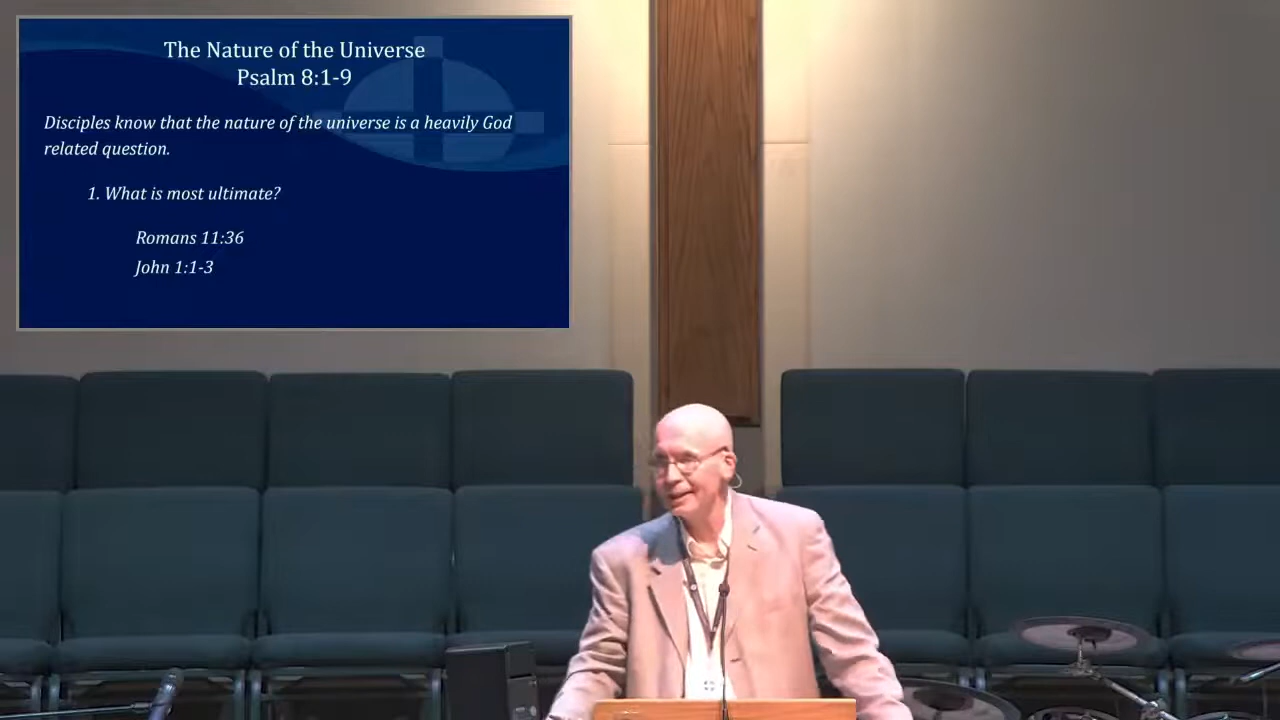 The Nature of the Universe
Psalm 8:1-9
Disciples know that the nature of the universe is a heavily God
related question.
1. What is most ultimate?
Romans 11:36
John 1:1-3